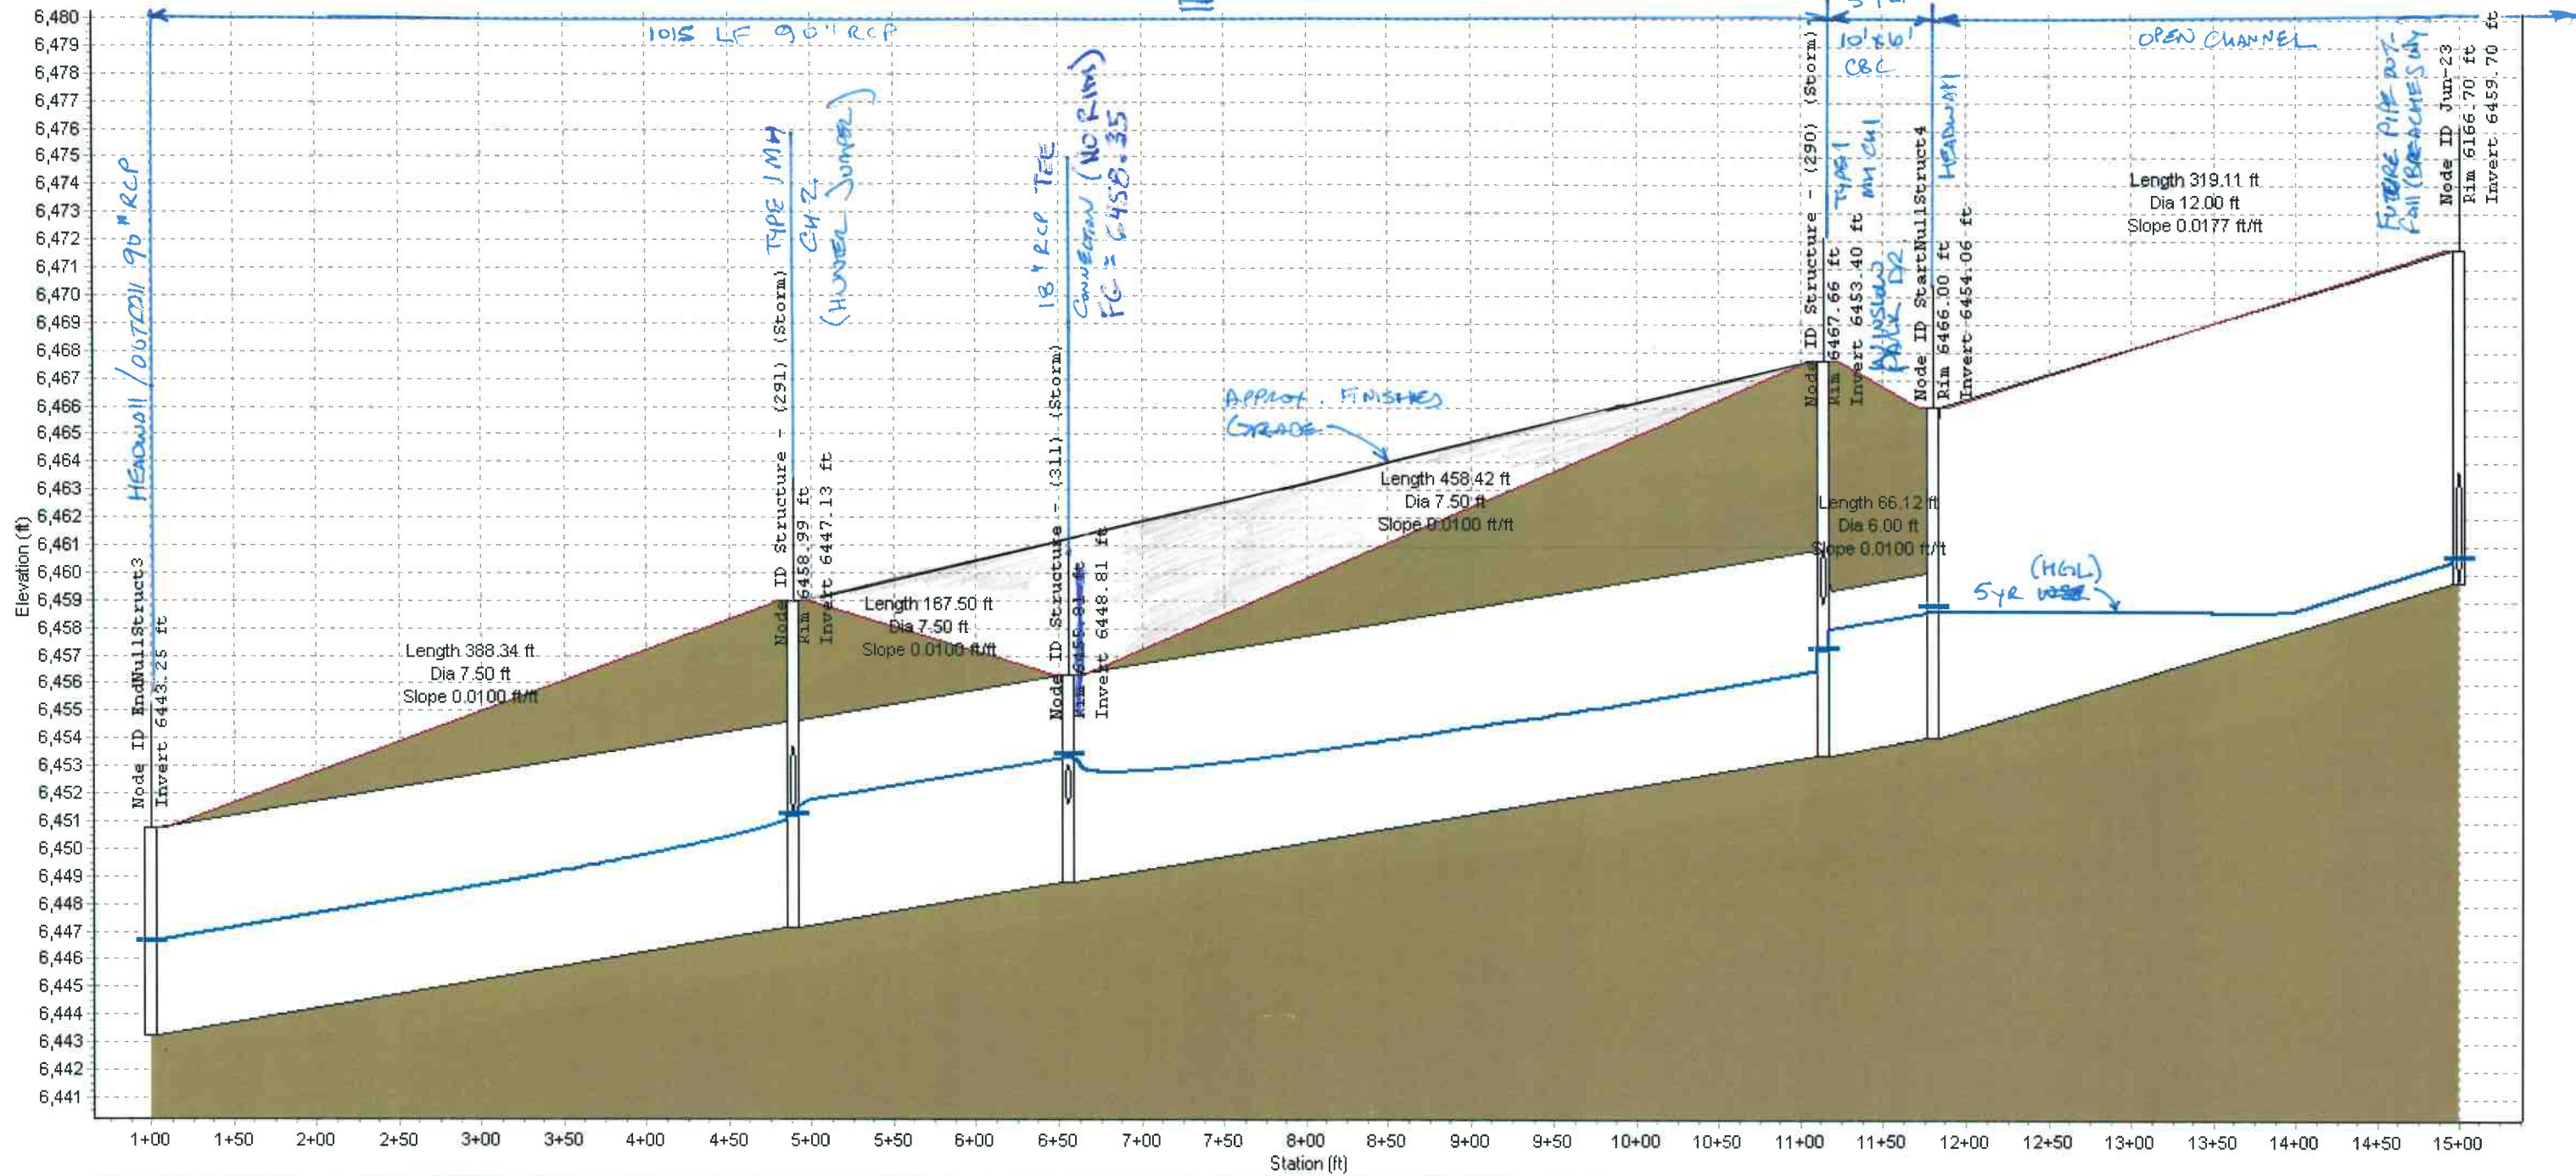 1015 LF 90" RCP
10'x6'
CBC
OPEN CHANNEL
HEADWALL / OUTFALL 90" RCP
Node ID EndNullStruct3
Invert 6443.25 ft
TYPE I MH
CH 2.
(HUNTER JUMPER)
Node ID Structure - (291) (Storm)
Rim 6458.99 ft
Invert 6447.13 ft
18" RCP TEE
CONNECTION (NO RIM)
FG = 6458.35
Node ID Structure - (311) (Storm)
Invert 6448.81 ft
APPROX. FINISHED
GRADE
Node ID Structure - (290) (Storm)
Rim 6467.66 ft
Invert 6453.40 ft
TYPE I
MH CH1
WINSLOW
PARK DR
HEADWALL
Node ID StartNullStruct4
Rim 6466.00 ft
Invert 6454.06 ft
FUTURE PIPE OUT-
FALL (BREACHES ONLY
Node ID Jun-23
Rim 6166.70 ft
Invert 6459.70 ft
Length 388.34 ft
Dia 7.50 ft
Slope 0.0100 ft/ft
Length 167.50 ft
Dia 7.50 ft
Slope 0.0100 ft/ft
Length 458.42 ft
Dia 7.50 ft
Slope 0.0100 ft/ft
Length 66.12 ft
Dia 6.00 ft
Slope 0.0100 ft/ft
Length 319.11 ft
Dia 12.00 ft
Slope 0.0177 ft/ft
5 YR (HGL)
Elevation (ft)
6,480
6,479
6,478
6,477
6,476
6,475
6,474
6,473
6,472
6,471
6,470
6,469
6,468
6,467
6,466
6,465
6,464
6,463
6,462
6,461
6,460
6,459
6,458
6,457
6,456
6,455
6,454
6,453
6,452
6,451
6,450
6,449
6,448
6,447
6,446
6,445
6,444
6,443
6,442
6,441
1+00 1+50 2+00 2+50 3+00 3+50 4+00 4+50 5+00 5+50 6+00 6+50 7+00 7+50 8+00 8+50 9+00 9+50 10+00 10+50 11+00 11+50 12+00 12+50 13+00 13+50 14+00 14+50 15+00
Station (ft)